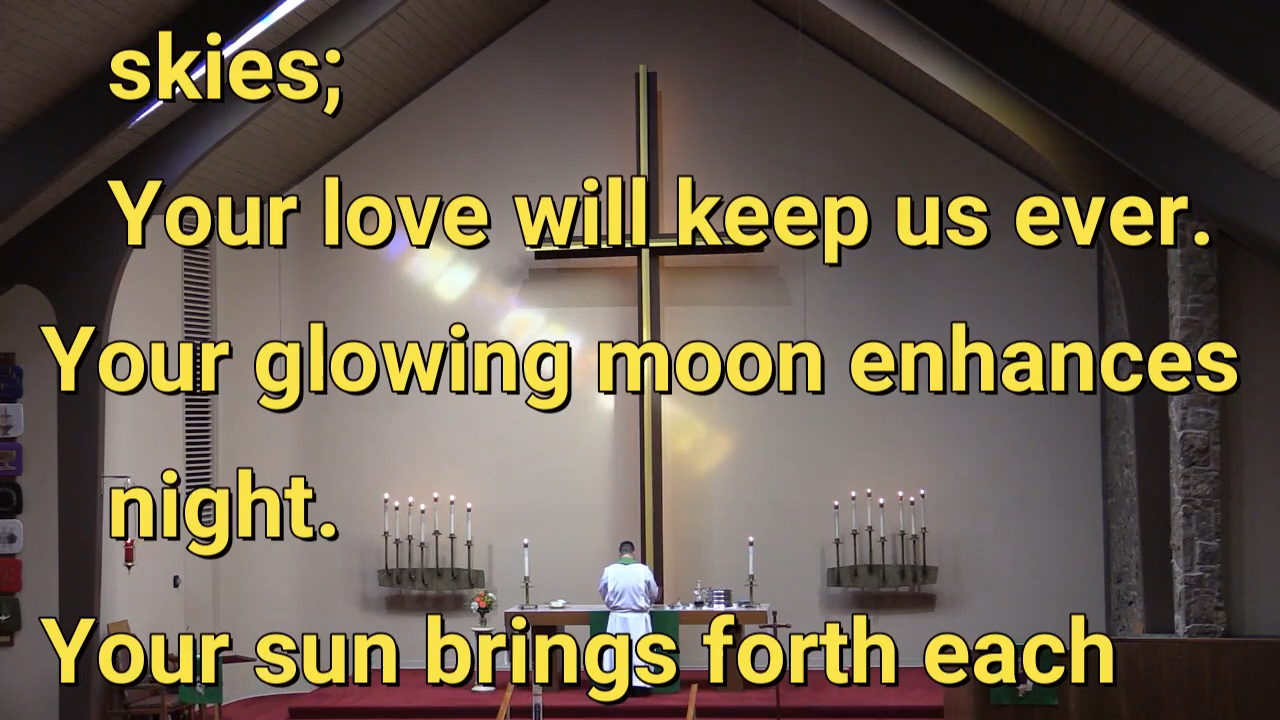 skies;
Your love will keep us ever.
Your glowing moon enhances
night.
Your sun brings forth each